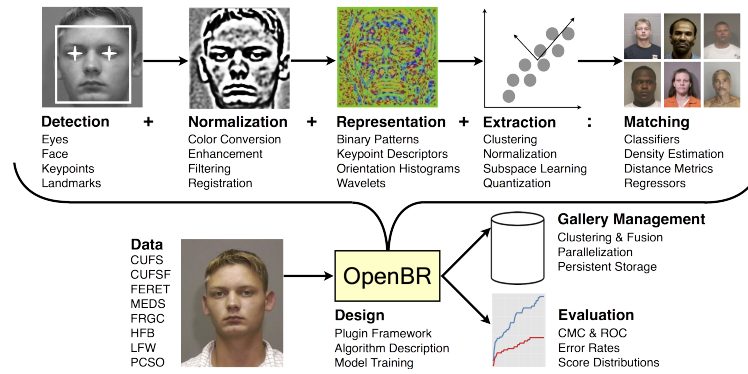 Detection + Normalization + Representation + Extraction : Matching
Eyes
Face
Keypoints
Landmarks
Color Conversion
Enhancement
Filtering
Registration
Binary Patterns
Keypoint Descriptors
Orientation Histograms
Wavelets
Clustering
Normalization
Subspace Learning
Quantization
Classifiers
Density Estimation
Distance Metrics
Regressors
Data
CUFS
CUFSF
FERET
MEDS
FRGC
HFB
LFW
PCSO
OpenBR
Design
Plugin Framework
Algorithm Description
Model Training
Gallery Management
Clustering & Fusion
Parallelization
Persistent Storage
Evaluation
CMC & ROC
Error Rates
Score Distributions